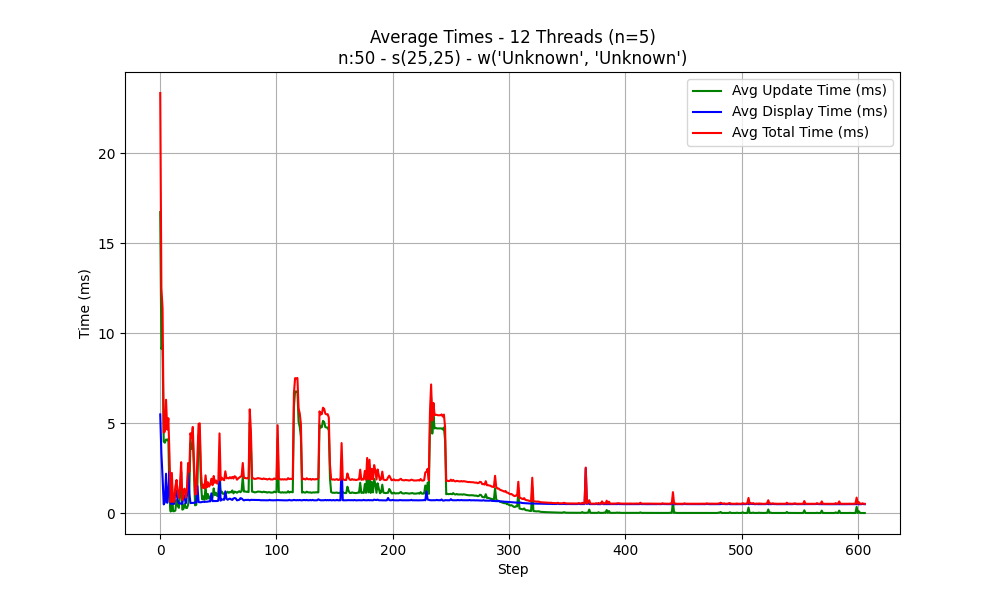 Average Times - 12 Threads (n=5)
n:50 - s(25,25) - w('Unknown', 'Unknown')
Avg Update Time (ms)
Avg Display Time (ms)
Avg Total Time (ms)
Time (ms)
20
15
10
5
0
0 100 200 300 400 500 600
Step